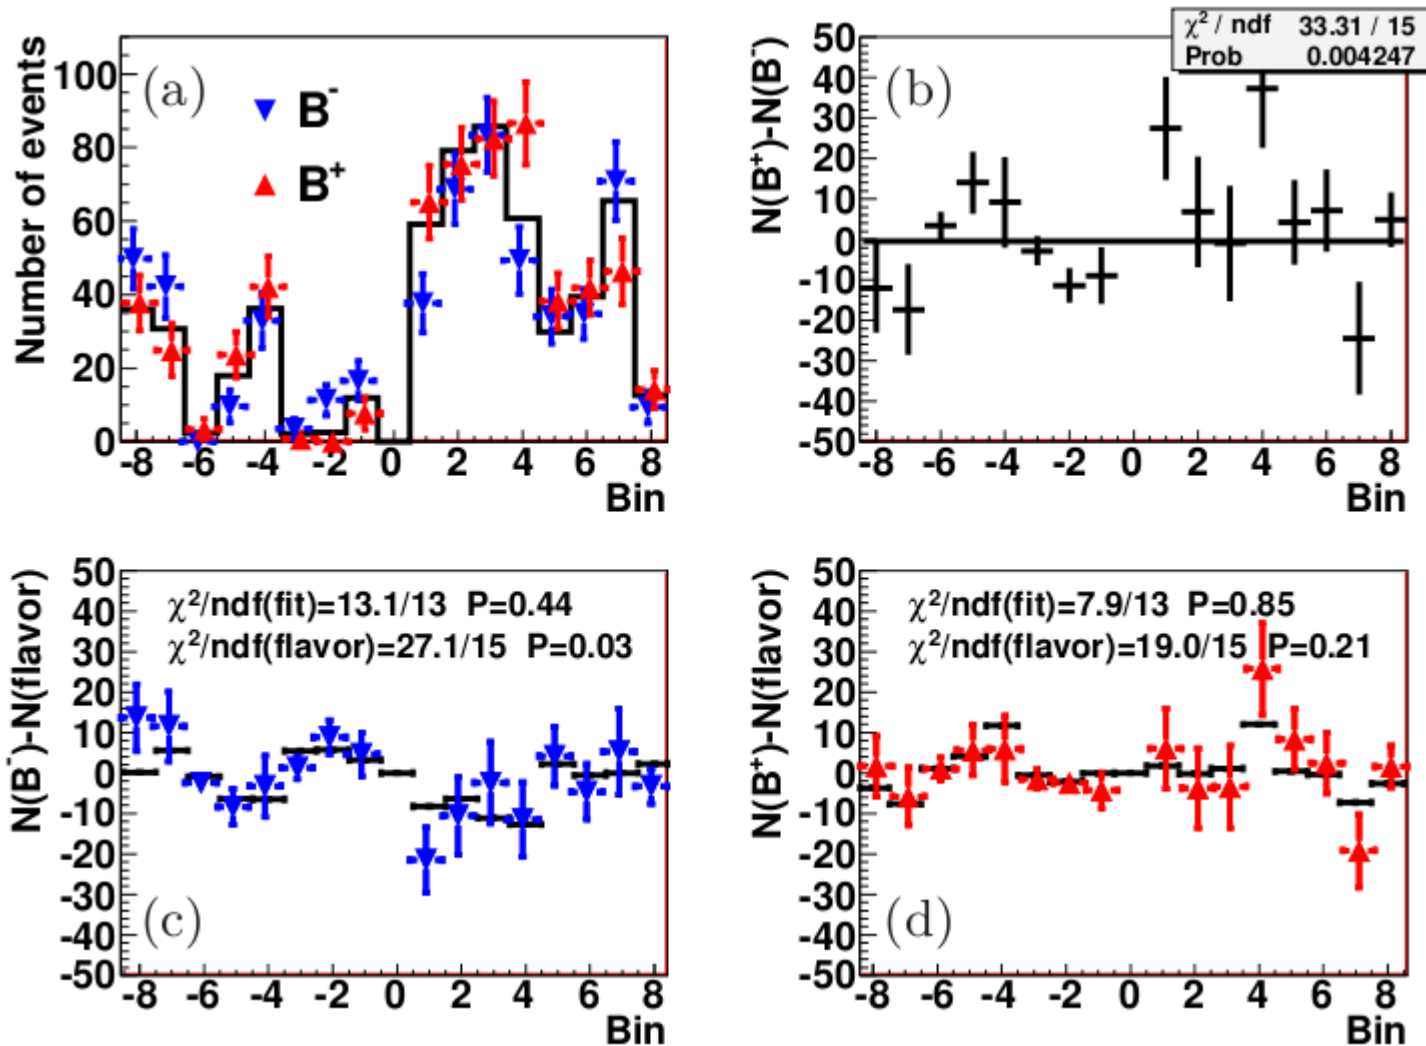 (a)
B⁻
B⁺
Number of events
100
80
60
40
20
0
-8 -6 -4 -2 0 2 4 6 8
Bin
(b)
χ² / ndf 33.31 / 15
Prob 0.004247
N(B⁺)-N(B⁻)
50
40
30
20
10
0
-10
-20
-30
-40
-50
-8 -6 -4 -2 0 2 4 6 8
Bin
χ²/ndf(fit)=13.1/13 P=0.44
χ²/ndf(flavor)=27.1/15 P=0.03
N(B⁻)-N(flavor)
50
40
30
20
10
0
-10
-20
-30
-40
-50
(c)
-8 -6 -4 -2 0 2 4 6 8
Bin
χ²/ndf(fit)=7.9/13 P=0.85
χ²/ndf(flavor)=19.0/15 P=0.21
N(B⁺)-N(flavor)
50
40
30
20
10
0
-10
-20
-30
-40
-50
(d)
-8 -6 -4 -2 0 2 4 6 8
Bin